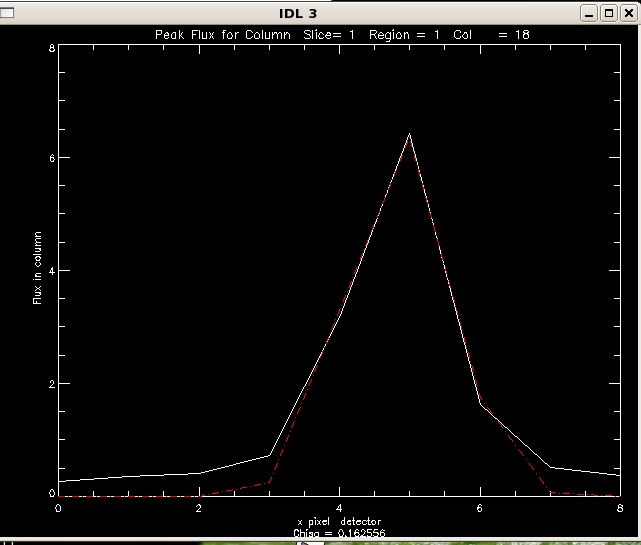 IDL 3
Peak Flux for Column Slice= 1 Region = 1 Col = 18
8
6
Flux in column
4
2
0
0 2 4 6 8
x pixel detector
Chisq = 0.162556